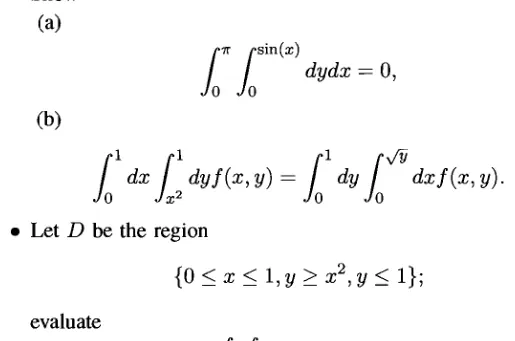 (a)
∫_0^π ∫_0^{sin(x)} dydx = 0,
(b)
∫_0^1 dx ∫_{x^2}^1 dyf(x, y) = ∫_0^1 dy ∫_0^{√y} dxf(x, y).
• Let D be the region
{0 ≤ x ≤ 1, y ≥ x^2, y ≤ 1};
evaluate